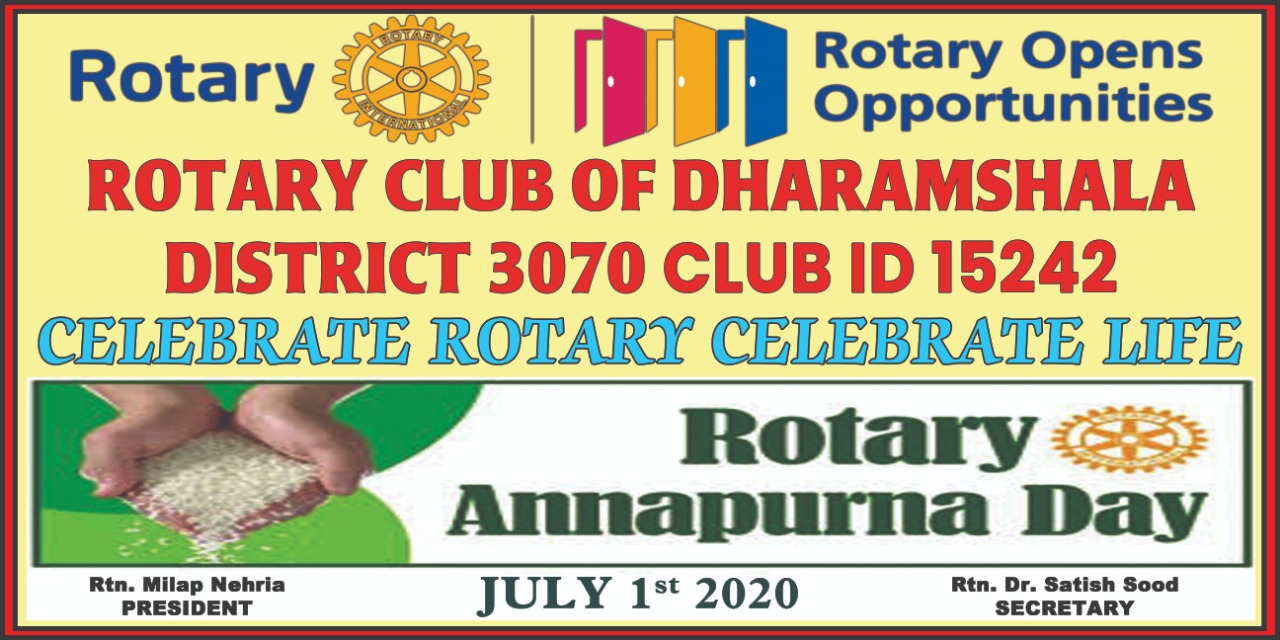 Rotary
ROTARY
INTERNATIONAL
Rotary Opens
Opportunities
ROTARY CLUB OF DHARAMSHALA
DISTRICT 3070 CLUB ID 15242
CELEBRATE ROTARY CELEBRATE LIFE
Rotary
Annapurna Day
Rtn. Milap Nehria
PRESIDENT
JULY 1st 2020
Rtn. Dr. Satish Sood
SECRETARY